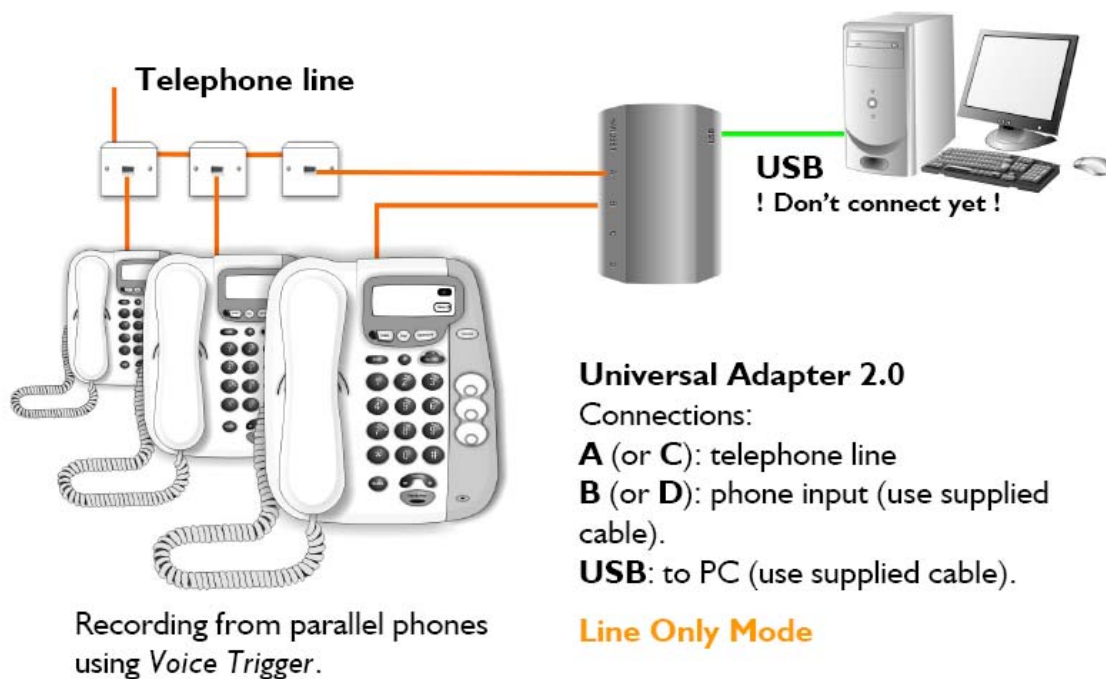 Telephone line
USB
! Don't connect yet !
A
B
C
D
USB
Universal Adapter 2.0
Connections:
A (or C): telephone line
B (or D): phone input (use supplied
cable).
USB: to PC (use supplied cable).
Line Only Mode
Recording from parallel phones
using Voice Trigger.